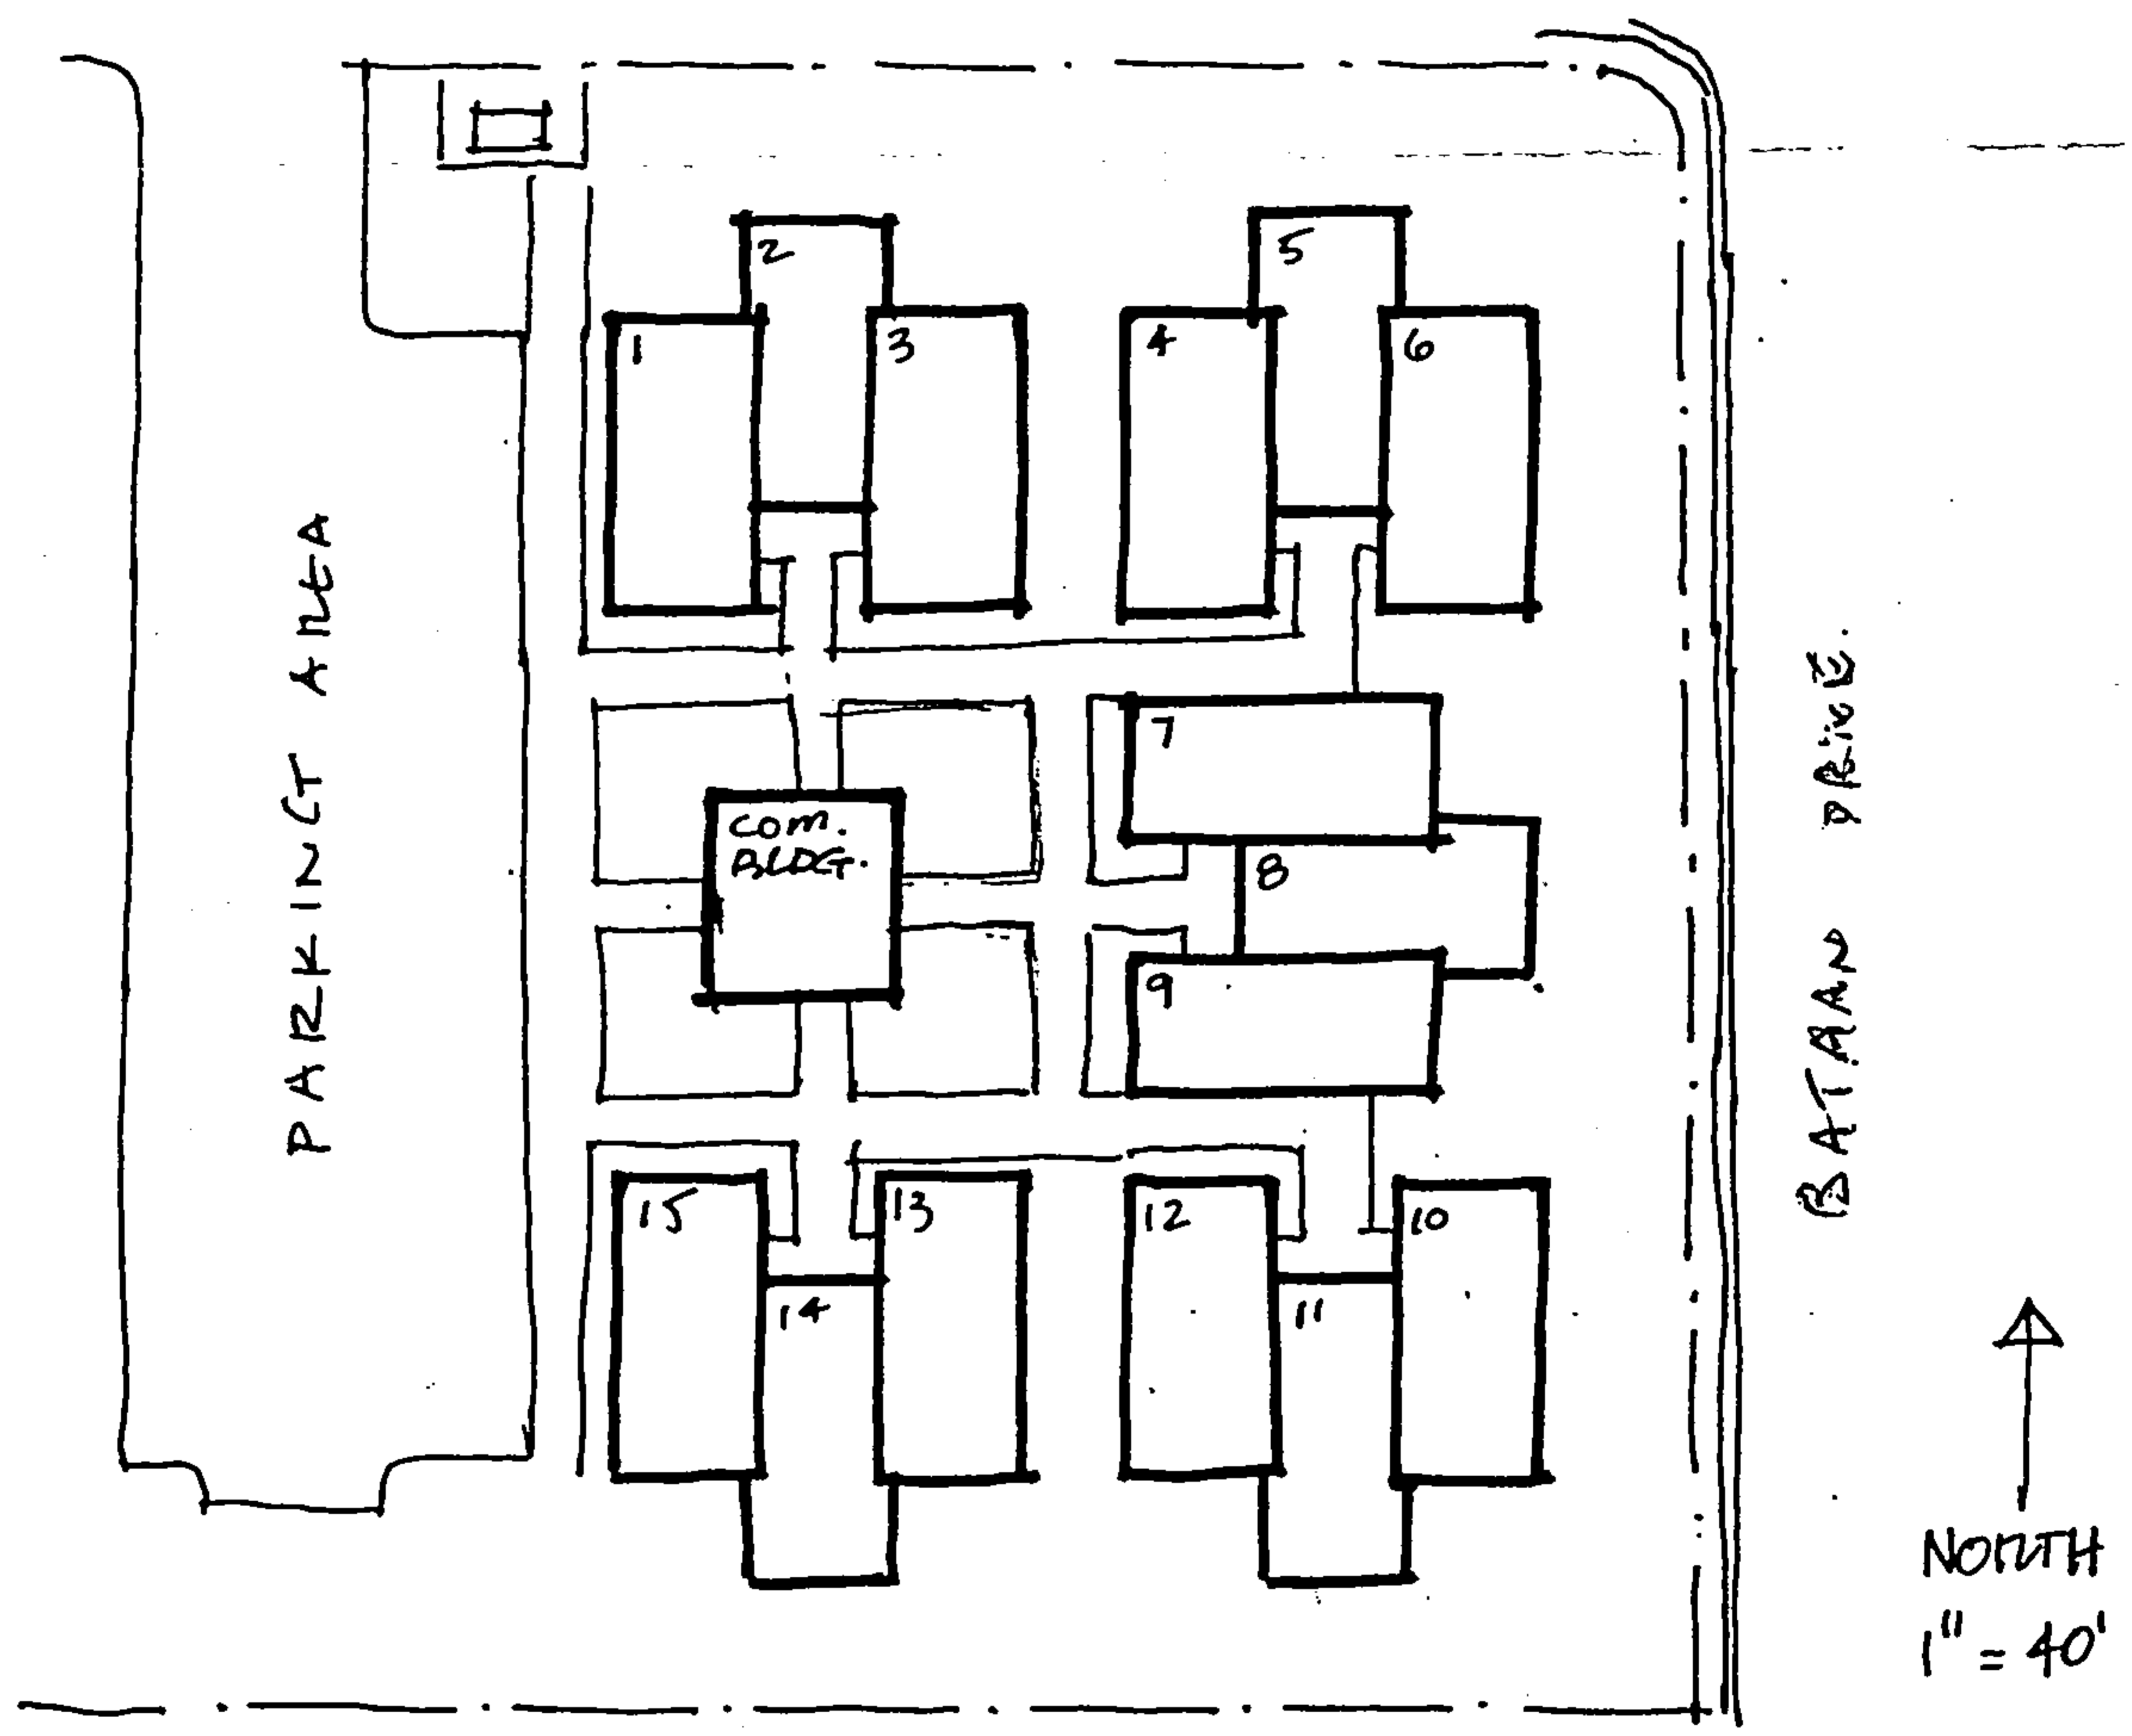 2
5
1
3
4
6
7
COM.
BLDG.
8
9
15
13
12
10
14
11
PARKING AREA
BATAAN DRIVE.
NORTH
1" = 40'